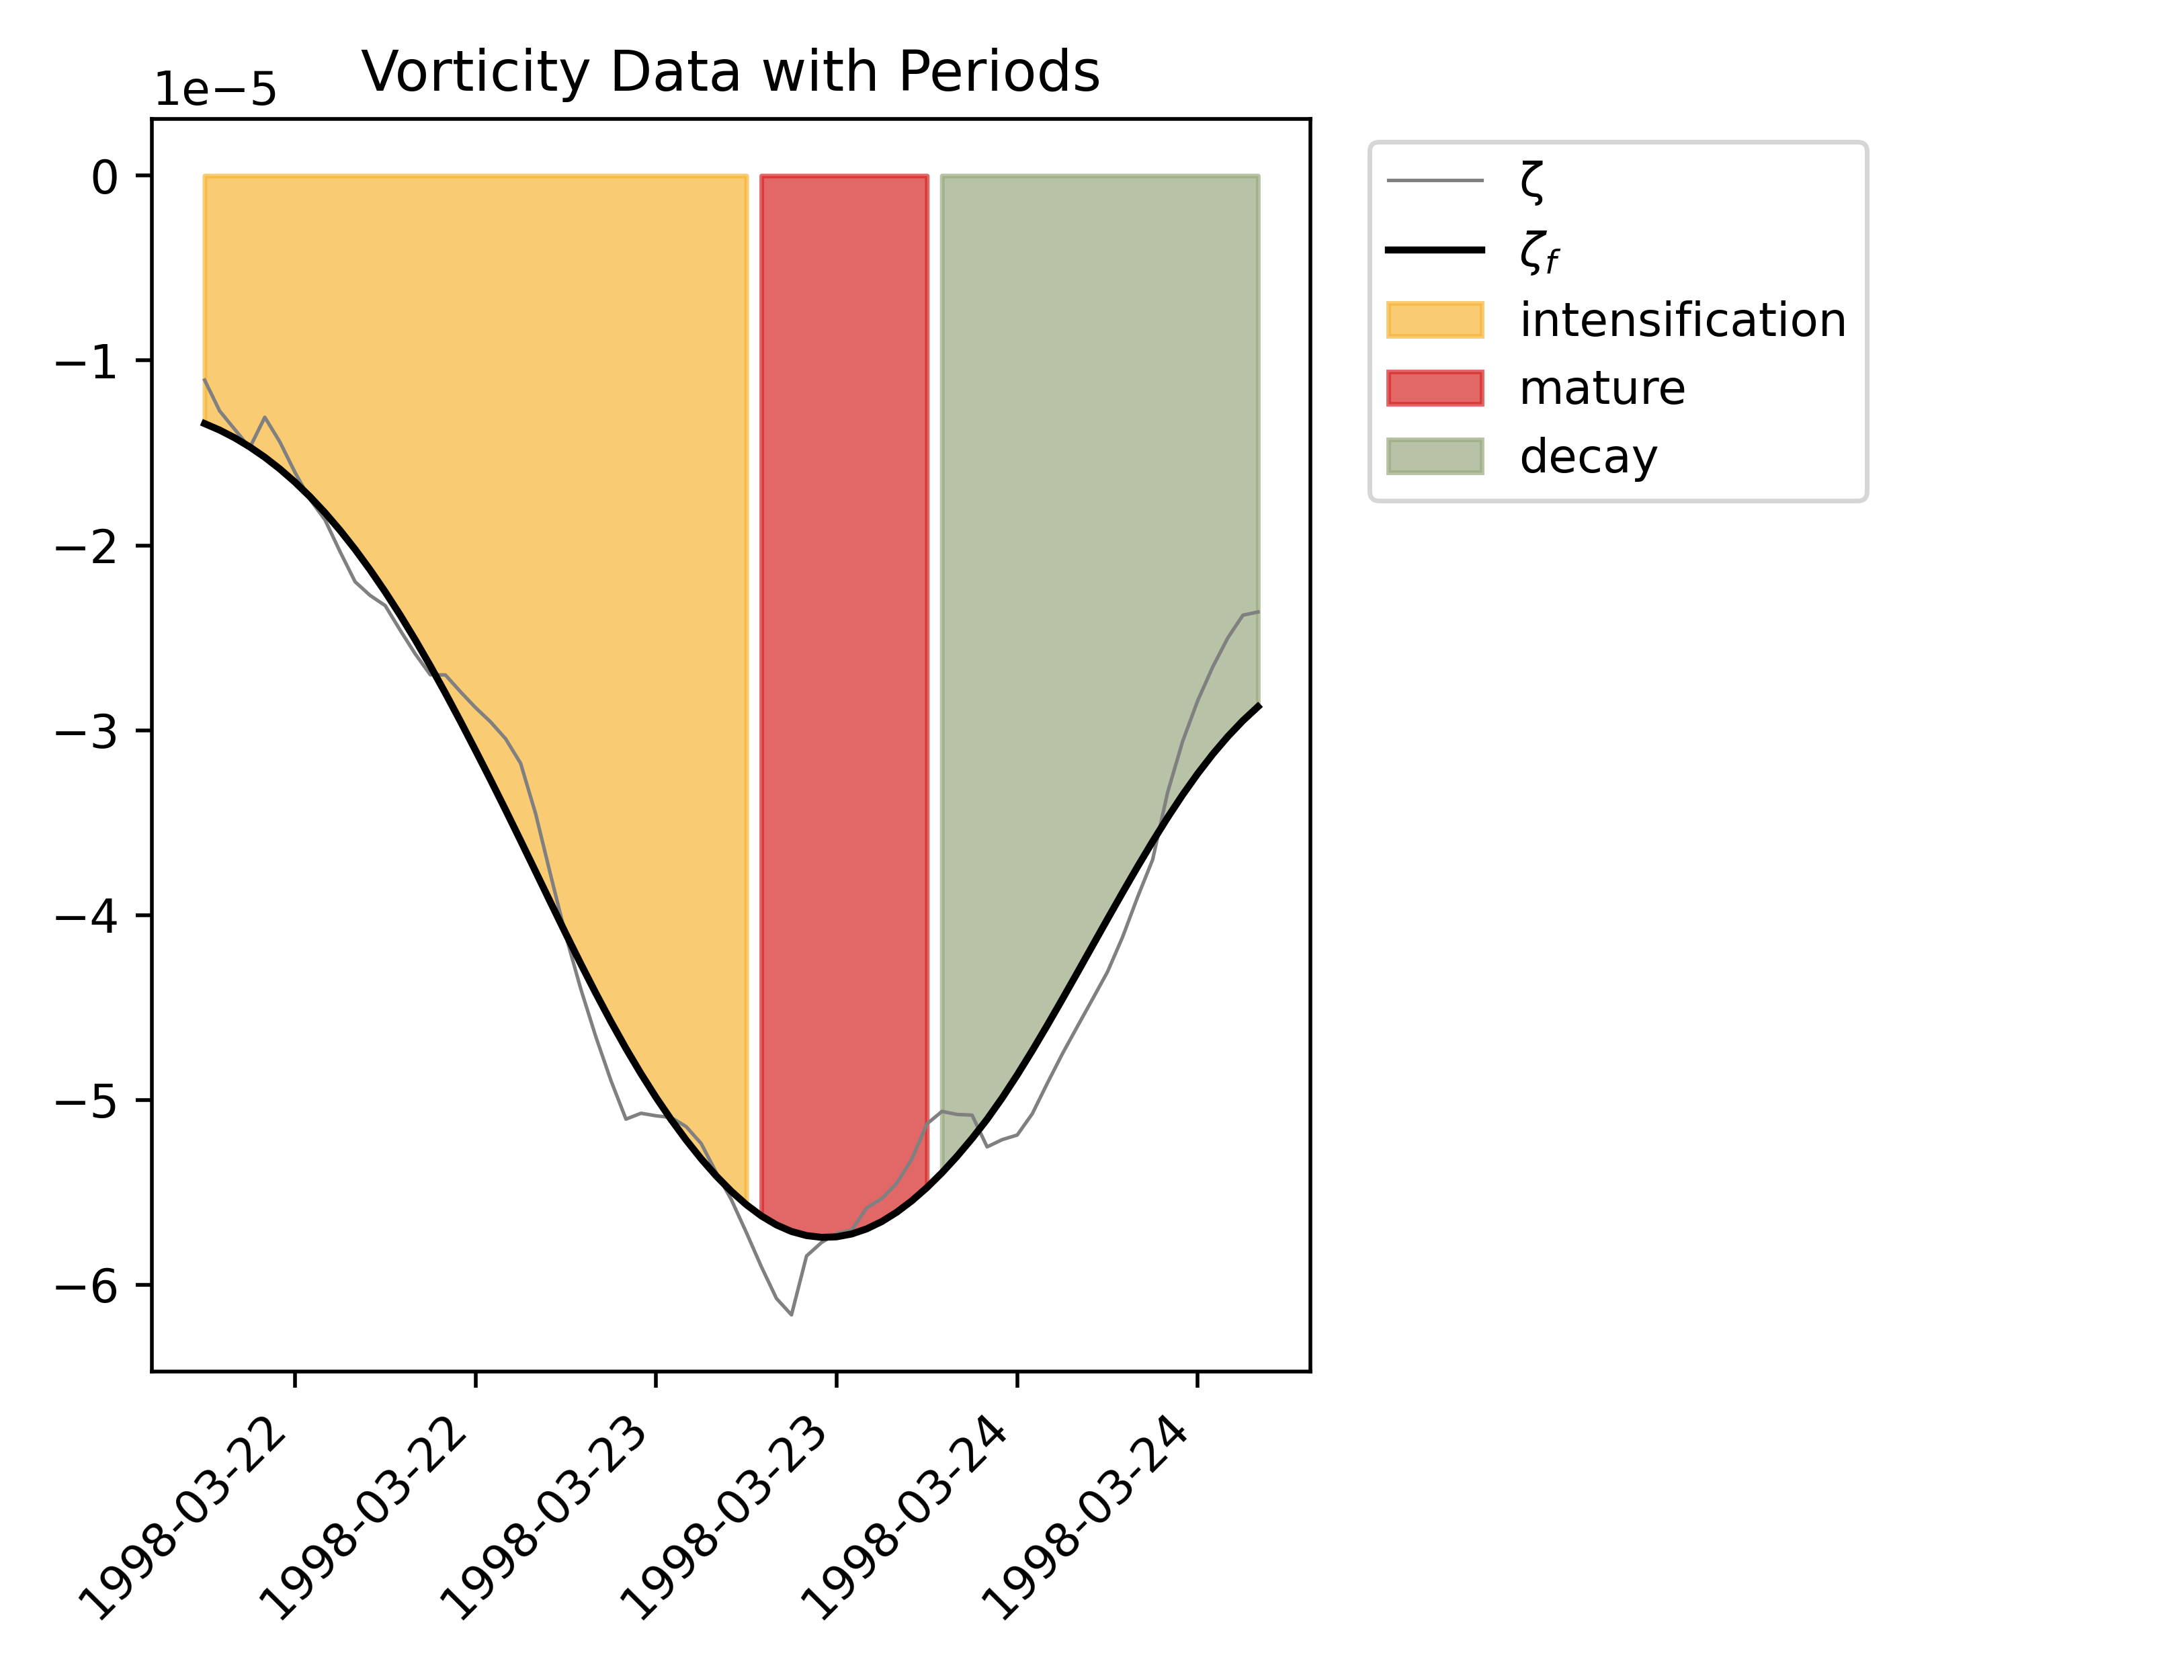 Vorticity Data with Periods
1e−5
0
−1
−2
−3
−4
−5
−6
1998-03-22
1998-03-22
1998-03-23
1998-03-23
1998-03-24
1998-03-24
ζ
ζf
intensification
mature
decay